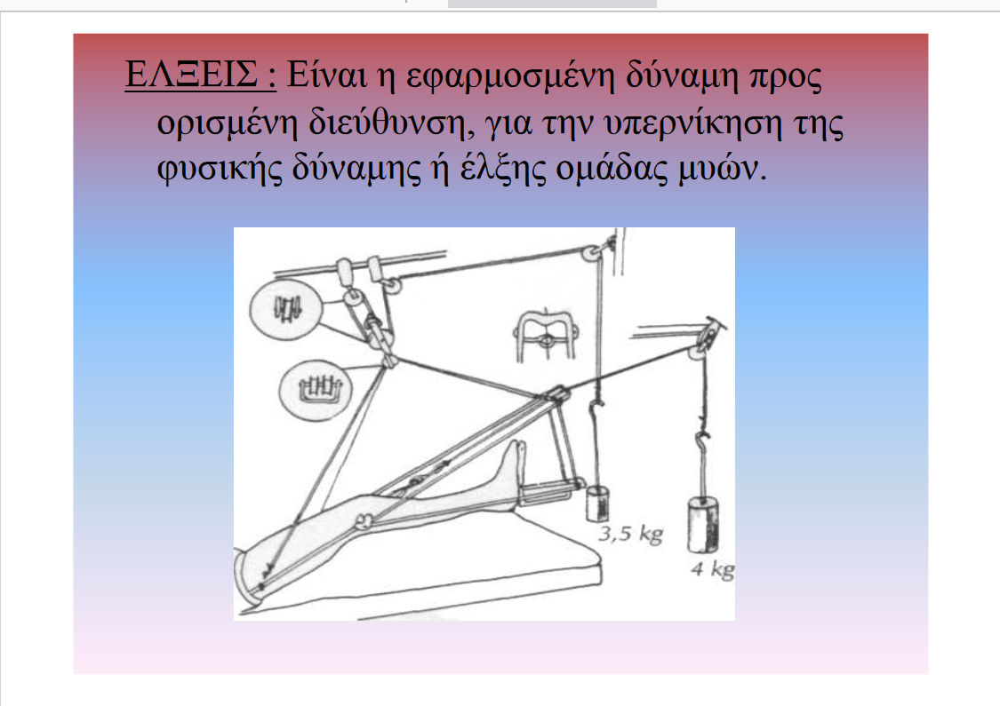 ΕΛΞΕΙΣ : Είναι η εφαρμοσμένη δύναμη προς
ορισμένη διεύθυνση, για την υπερνίκηση της
φυσικής δύναμης ή έλξης ομάδας μυών.
3,5 kg
4 kg